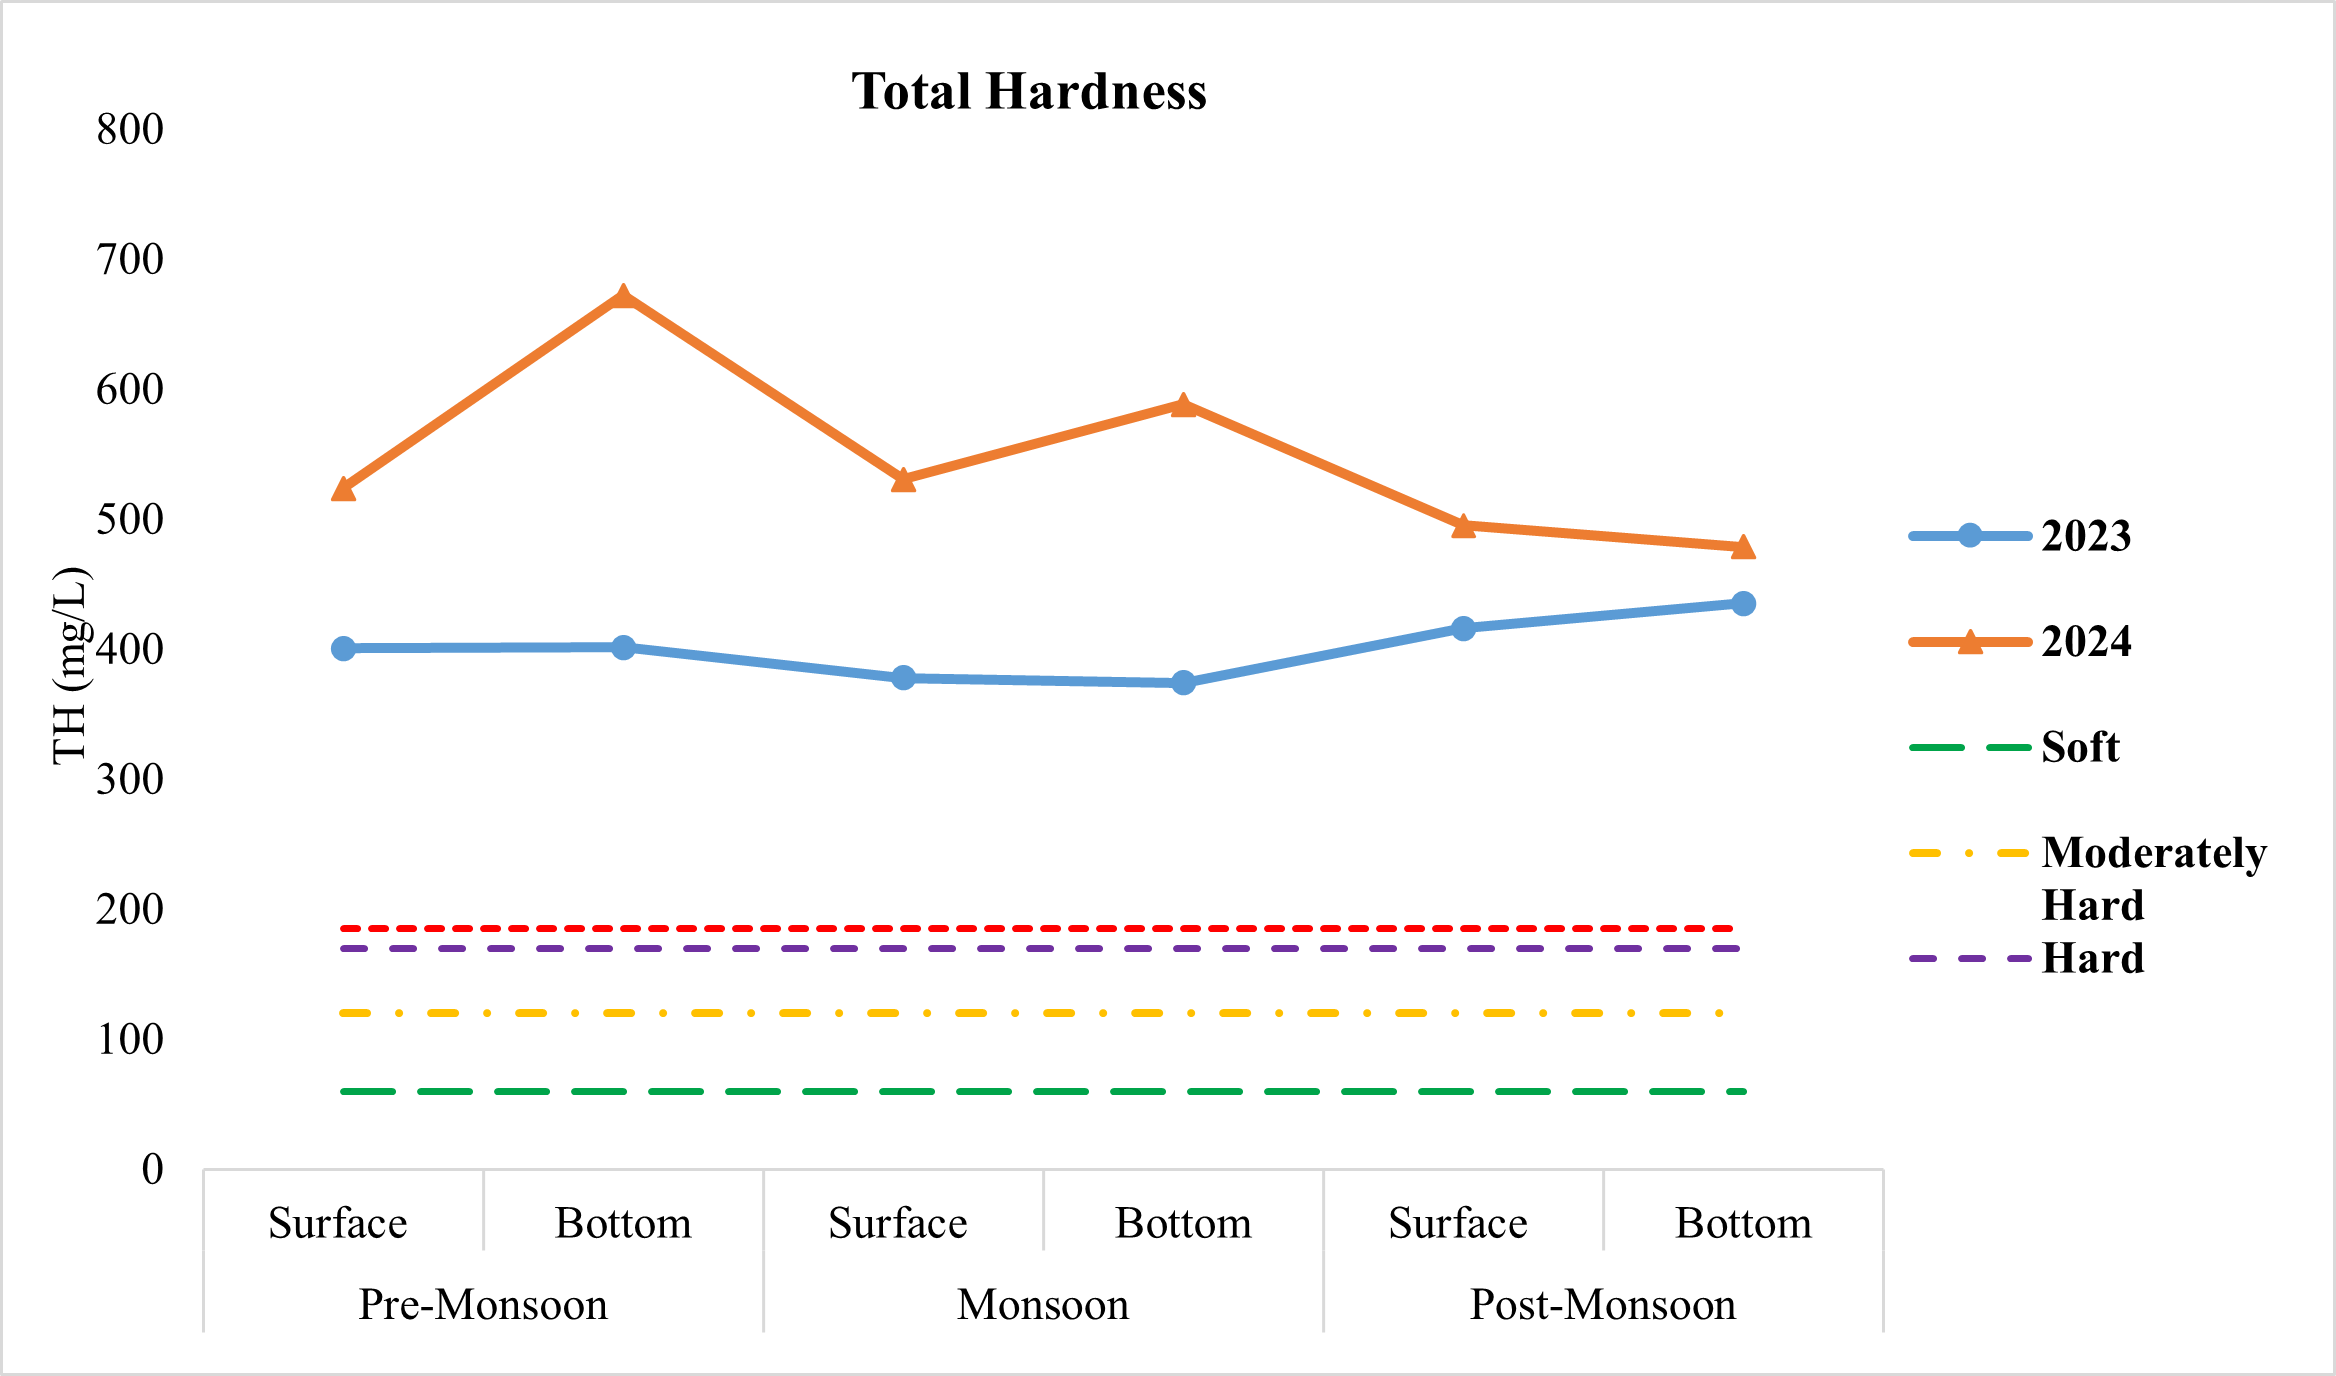 Total Hardness
800
700
600
500
400
300
200
100
0
TH (mg/L)
Surface
Bottom
Surface
Bottom
Surface
Bottom
Pre-Monsoon
Monsoon
Post-Monsoon
2023
2024
Soft
Moderately
Hard
Hard